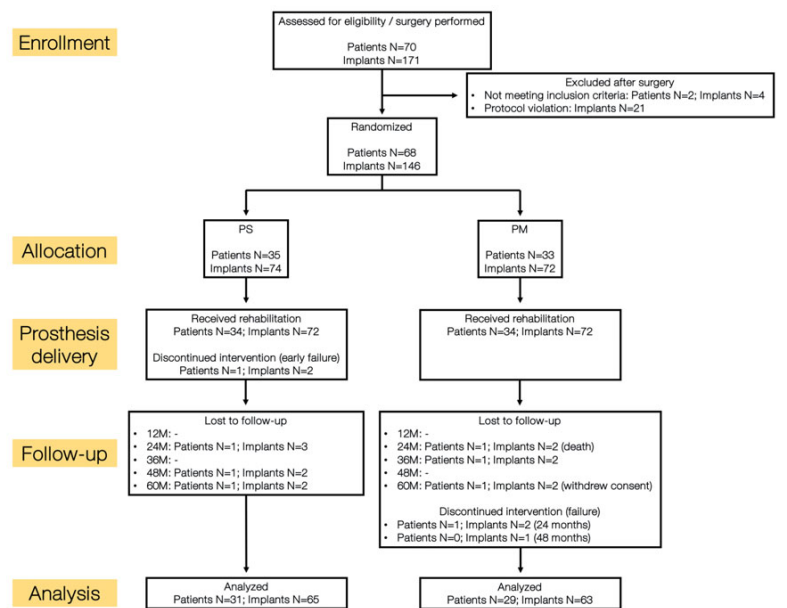 Enrollment
Assessed for eligibility / surgery performed
Patients N=70
Implants N=171
Excluded after surgery
• Not meeting inclusion criteria: Patients N=2; Implants N=4
• Protocol violation: Implants N=21
Randomized
Patients N=68
Implants N=146
Allocation
PS
Patients N=35
Implants N=74
PM
Patients N=33
Implants N=72
Prosthesis
delivery
Received rehabilitation
Patients N=34; Implants N=72
Discontinued intervention (early failure)
Patients N=1; Implants N=2
Received rehabilitation
Patients N=34; Implants N=72
Follow-up
Lost to follow-up
• 12M: -
• 24M: Patients N=1; Implants N=3
• 36M: -
• 48M: Patients N=1; Implants N=2
• 60M: Patients N=1; Implants N=2
Lost to follow-up
• 12M: -
• 24M: Patients N=1; Implants N=2 (death)
• 36M: Patients N=1; Implants N=2
• 48M: -
• 60M: Patients N=1; Implants N=2 (withdrew consent)
Discontinued intervention (failure)
• Patients N=1; Implants N=2 (24 months)
• Patients N=0; Implants N=1 (48 months)
Analysis
Analyzed
Patients N=31; Implants N=65
Analyzed
Patients N=29; Implants N=63